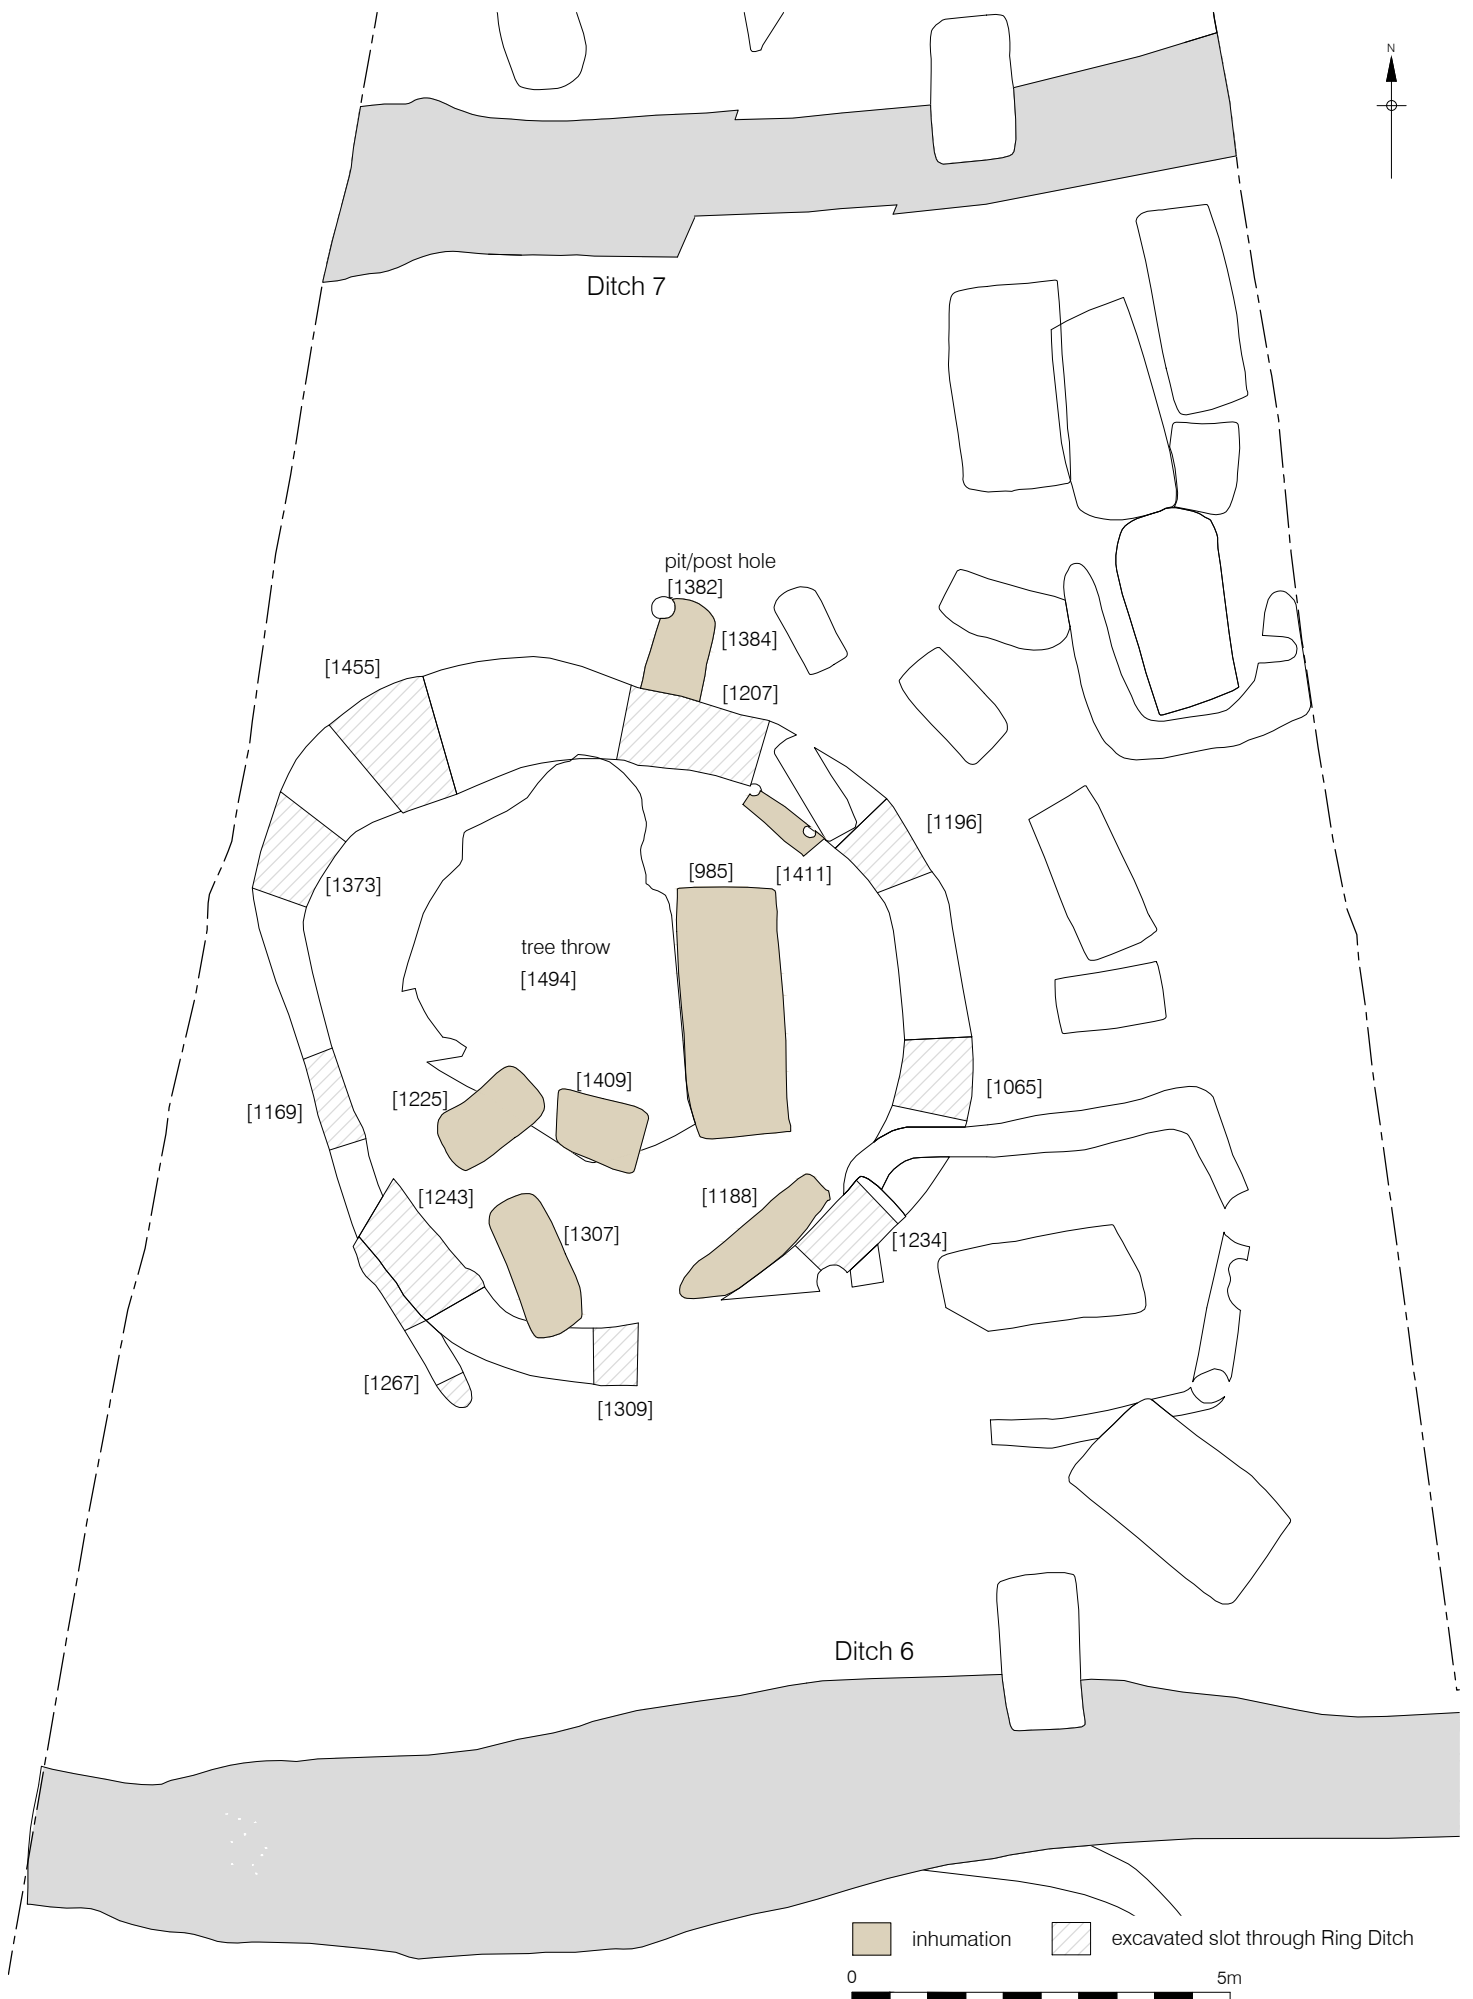 N
Ditch 7
pit/post hole
[1382]
[1384]
[1455]
[1207]
[1196]
[985]
[1411]
[1373]
tree throw
[1494]
[1409]
[1065]
[1225]
[1169]
[1243]
[1188]
[1307]
[1234]
[1267]
[1309]
Ditch 6
inhumation
excavated slot through Ring Ditch
0
5m